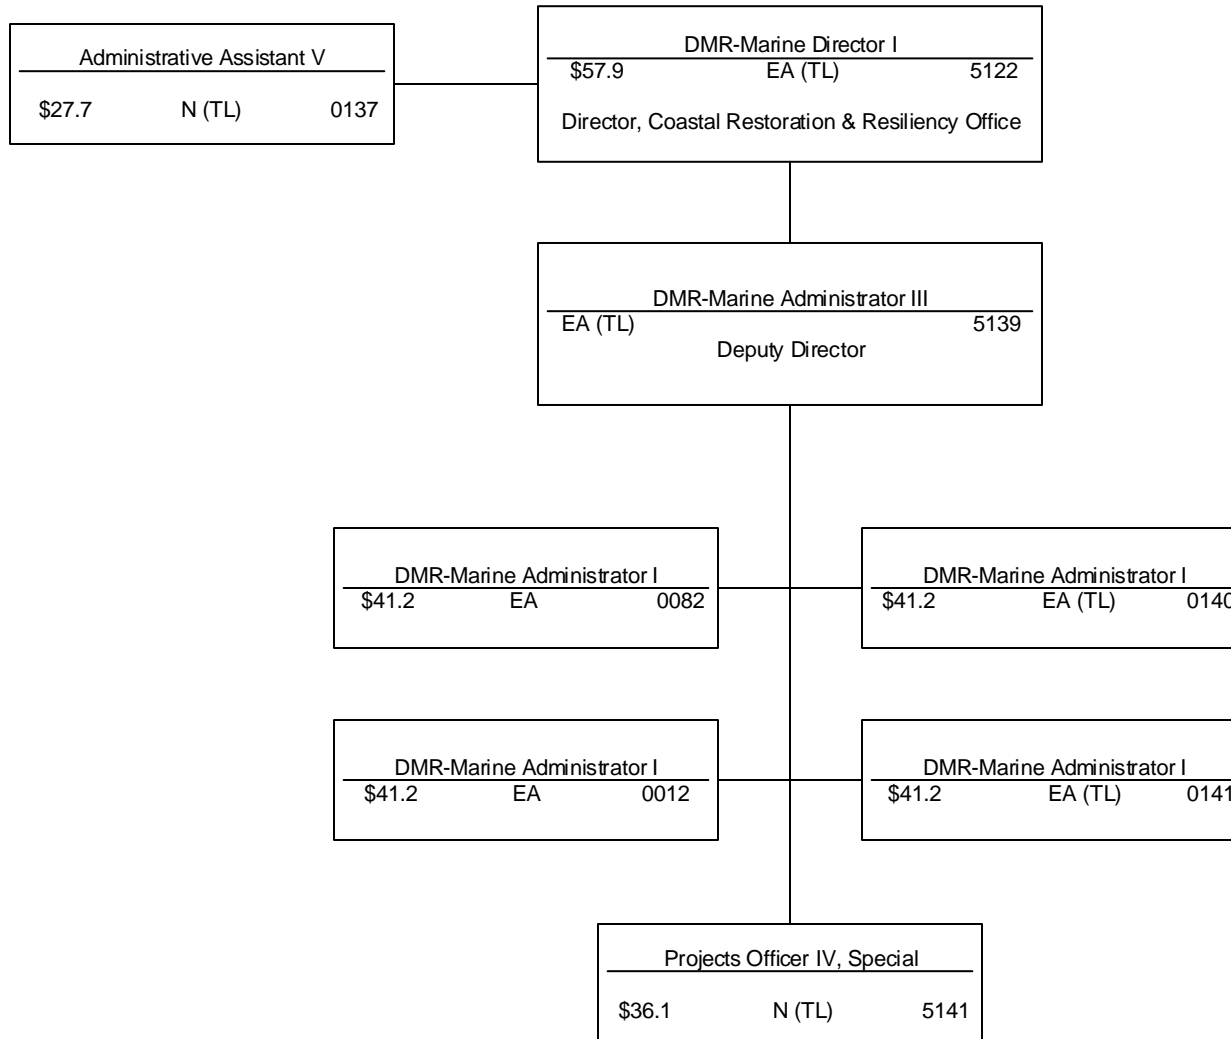 Administrative Assistant V
$27.7 N (TL) 0137
DMR-Marine Director I
$57.9 EA (TL) 5122
Director, Coastal Restoration & Resiliency Office
DMR-Marine Administrator III
EA (TL) 5139
Deputy Director
DMR-Marine Administrator I
$41.2 EA 0082
DMR-Marine Administrator I
$41.2 EA (TL) 0140
DMR-Marine Administrator I
$41.2 EA 0012
DMR-Marine Administrator I
$41.2 EA (TL) 0141
Projects Officer IV, Special
$36.1 N (TL) 5141